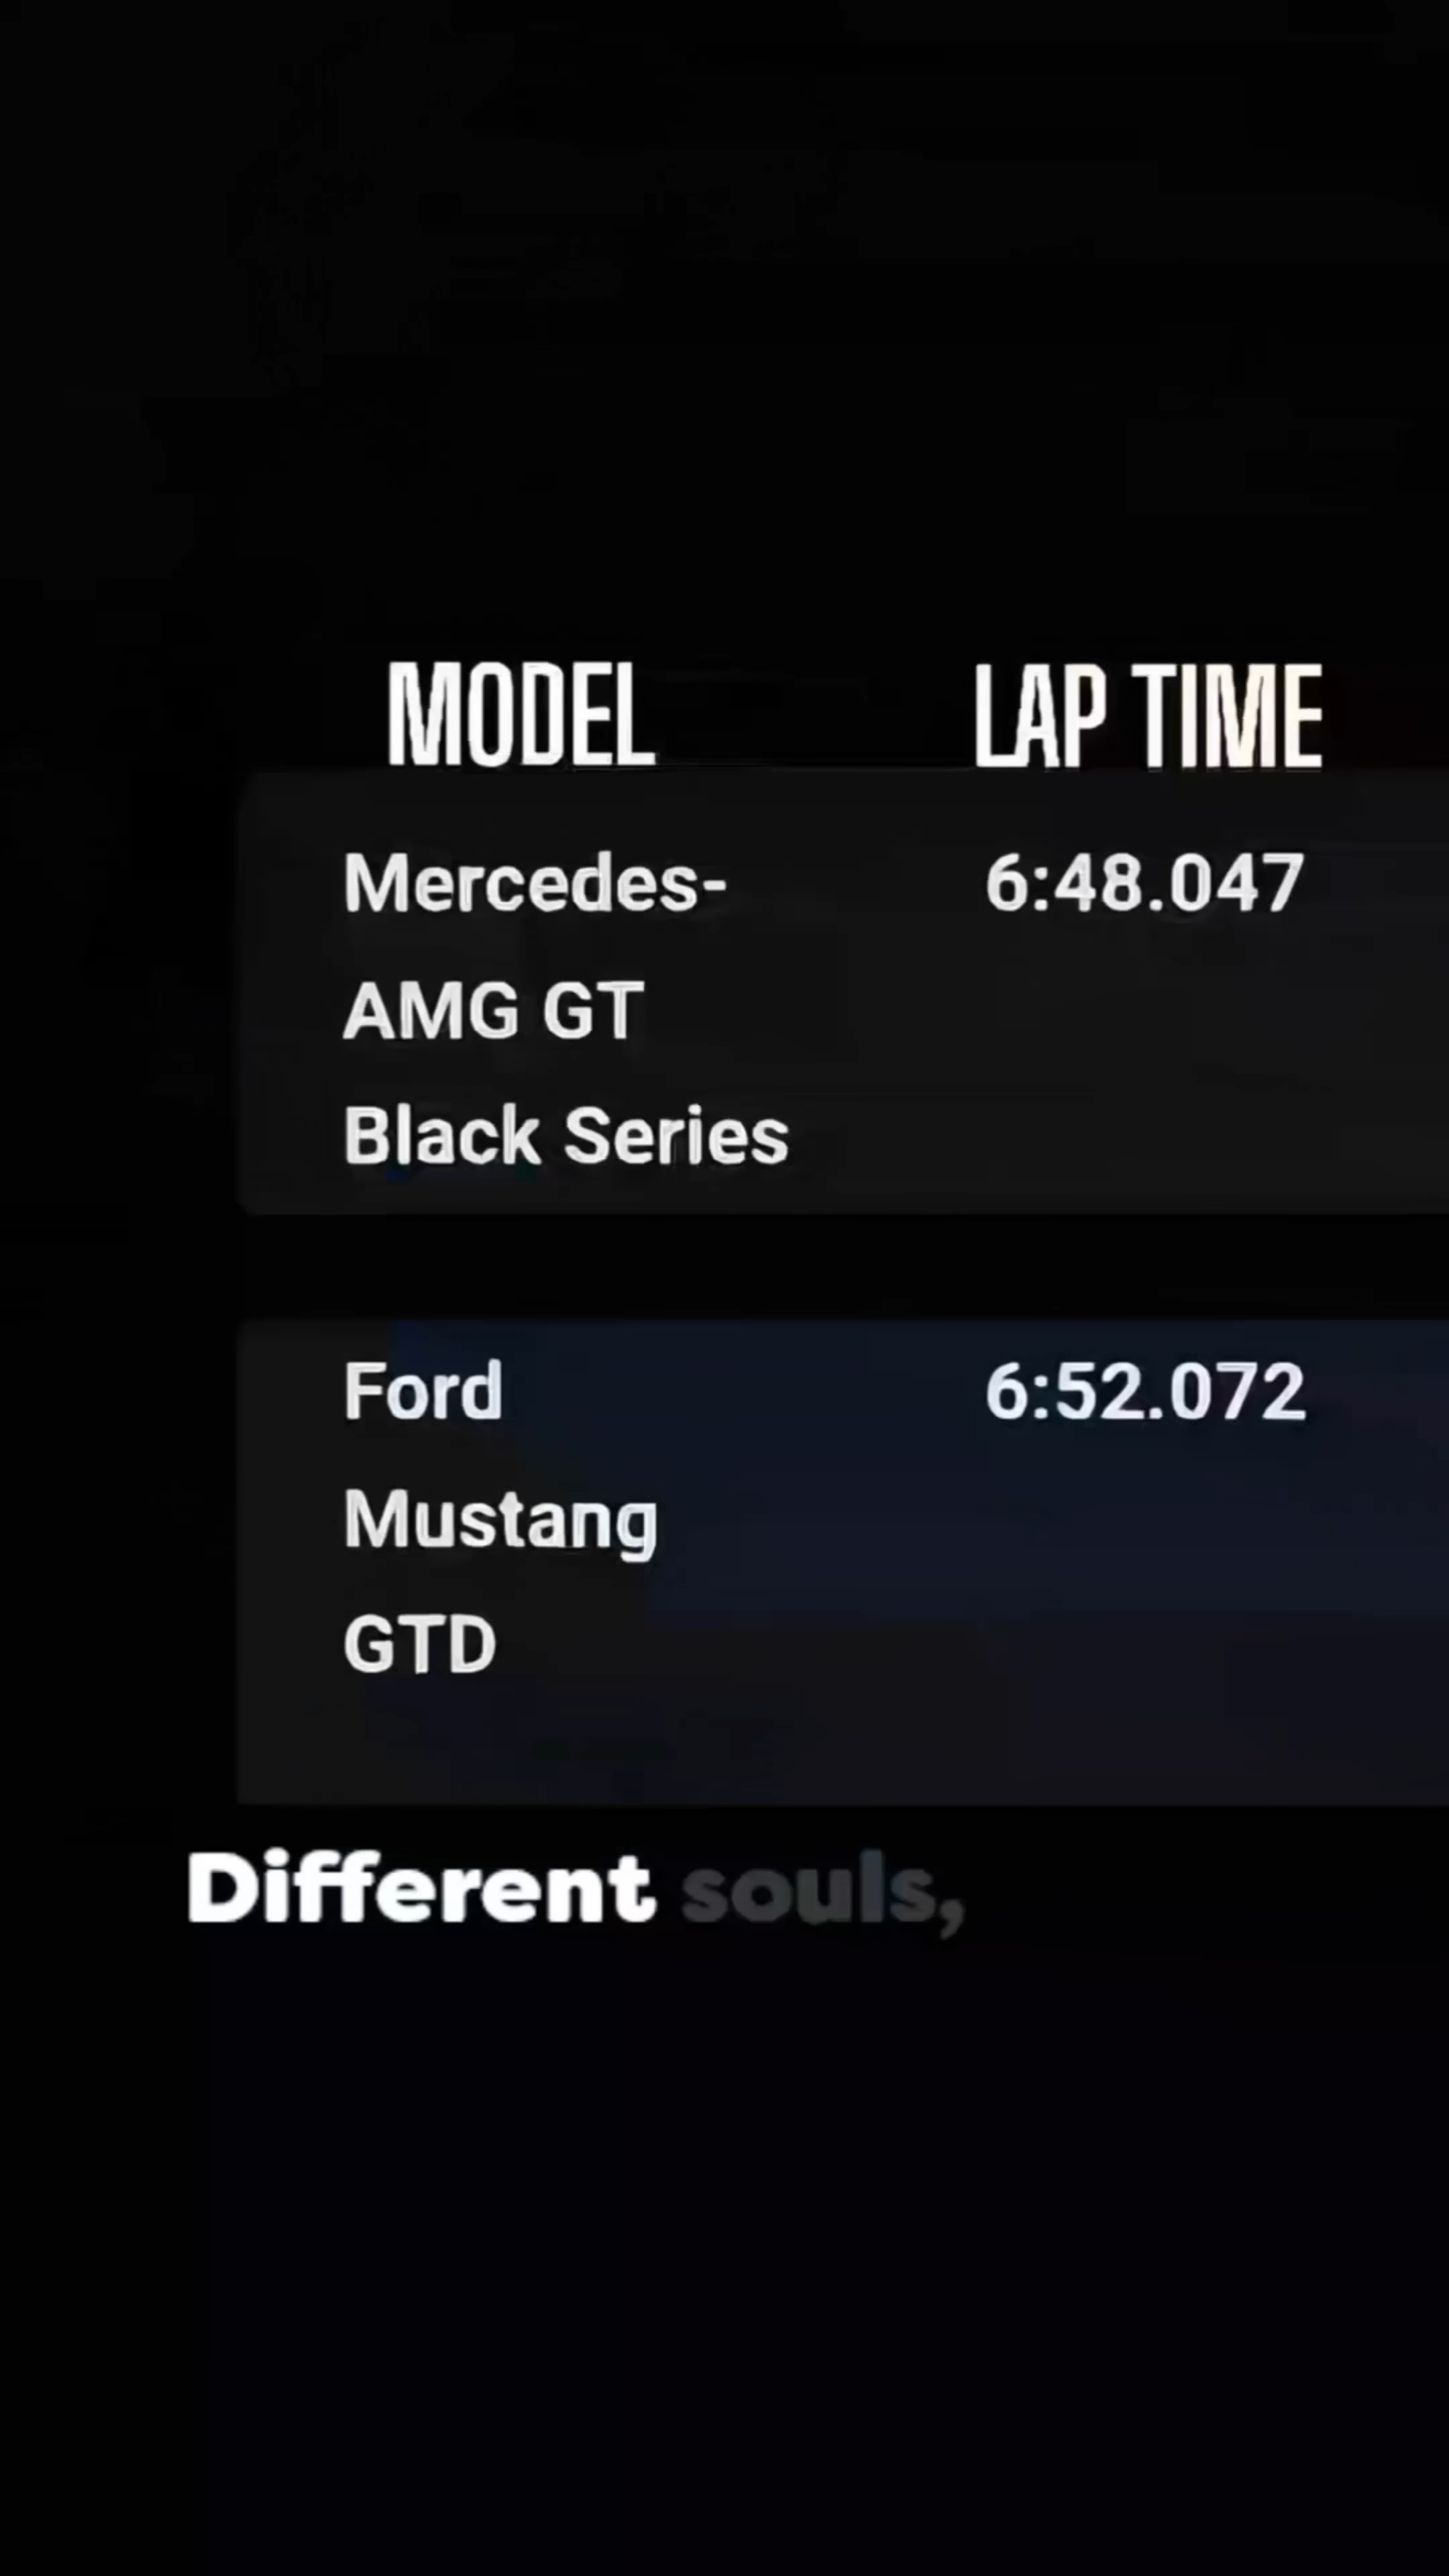 MODEL LAP TIME
Mercedes- 6:48.047
AMG GT
Black Series
Ford 6:52.072
Mustang
GTD
Different souls,